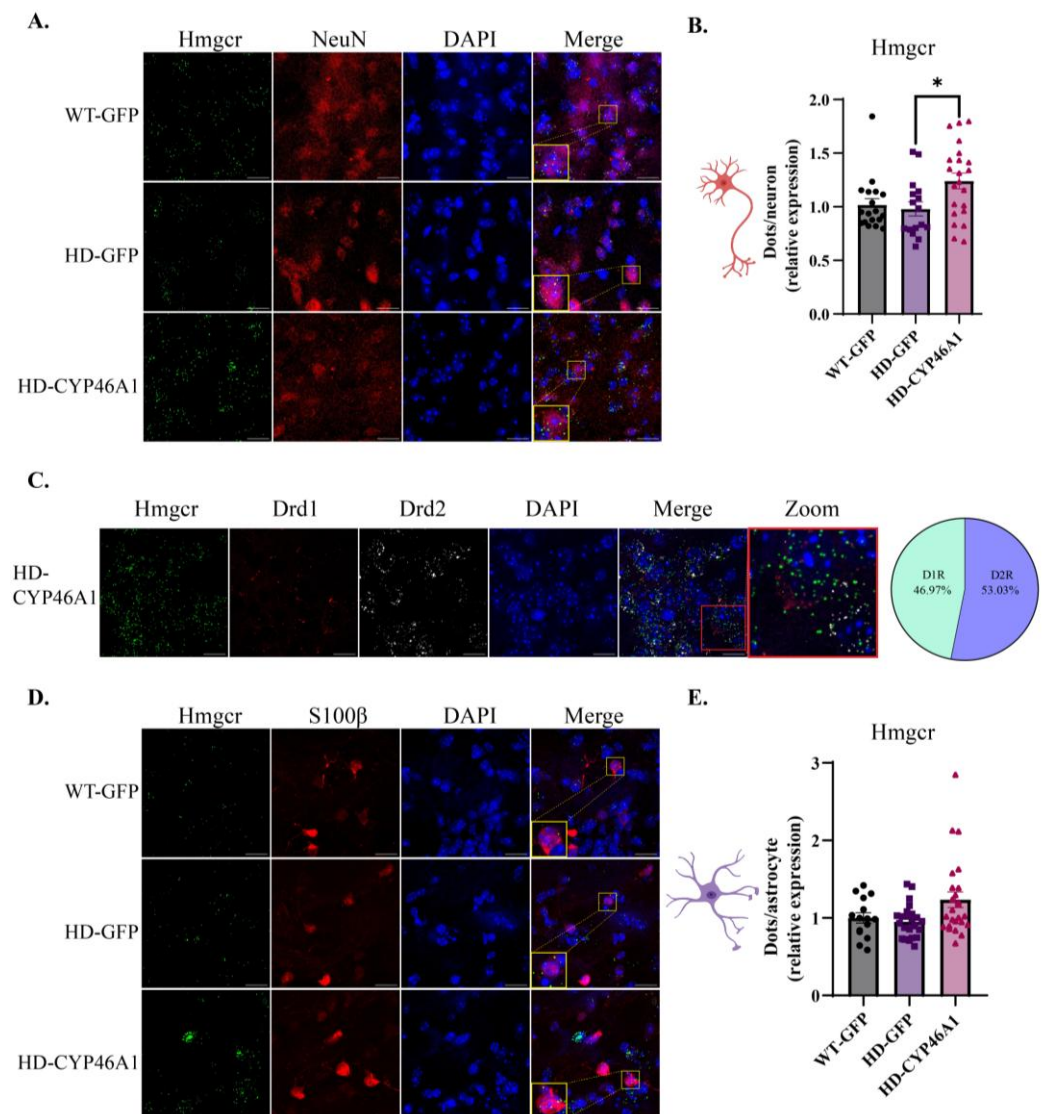 A.
Hmgcr NeuN DAPI Merge
WT-GFP
HD-GFP
HD-CYP46A1
B.
Hmgcr
*
Dots/neuron
(relative expression)
2.0
1.5
1.0
0.5
0.0
WT-GFP
HD-GFP
HD-CYP46A1
C.
Hmgcr Drd1 Drd2 DAPI Merge Zoom
HD-
CYP46A1
D1R
46.97%
D2R
53.03%
D.
Hmgcr S100β DAPI Merge
WT-GFP
HD-GFP
HD-CYP46A1
E.
Hmgcr
Dots/astrocyte
(relative expression)
3
2
1
0
WT-GFP
HD-GFP
HD-CYP46A1